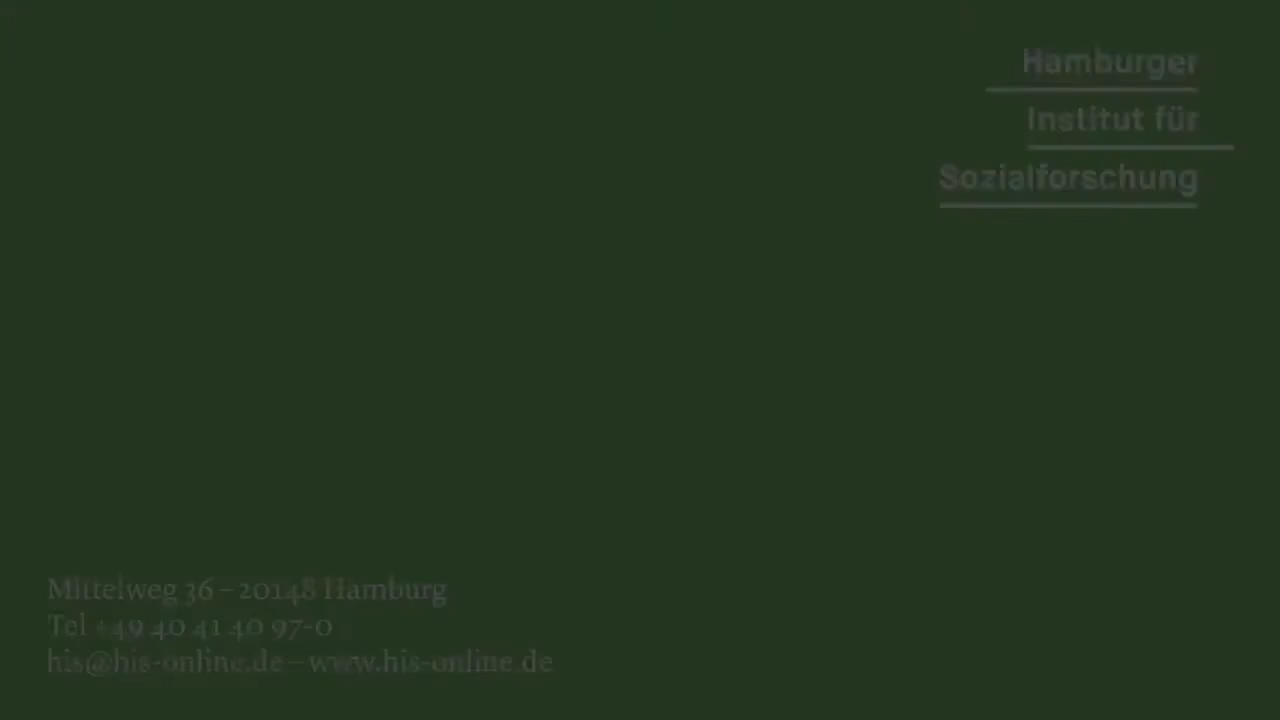 Hamburger
Institut für
Sozialforschung
Mittelweg 36 – 20148 Hamburg
Tel +49 40 41 40 97-0
his@his-online.de – www.his-online.de